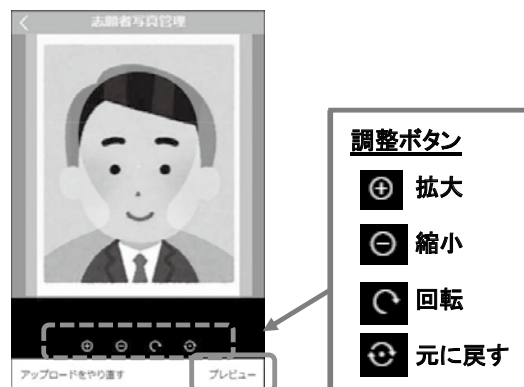 志願者写真管理
アップロードをやり直す
プレビュー
調整ボタン
拡大
縮小
回転
元に戻す